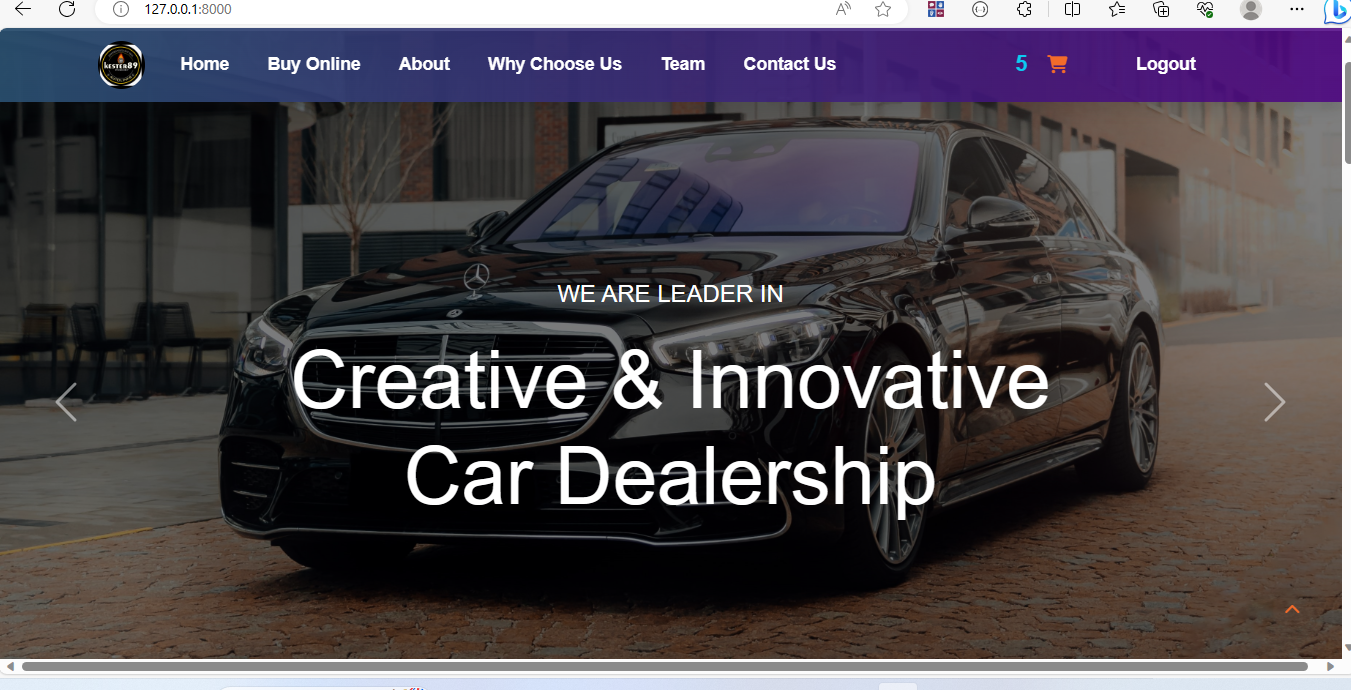 127.0.0.1:8000
KESTER89
Home Buy Online About Why Choose Us Team Contact Us 5 Logout
WE ARE LEADER IN
Creative & Innovative
Car Dealership